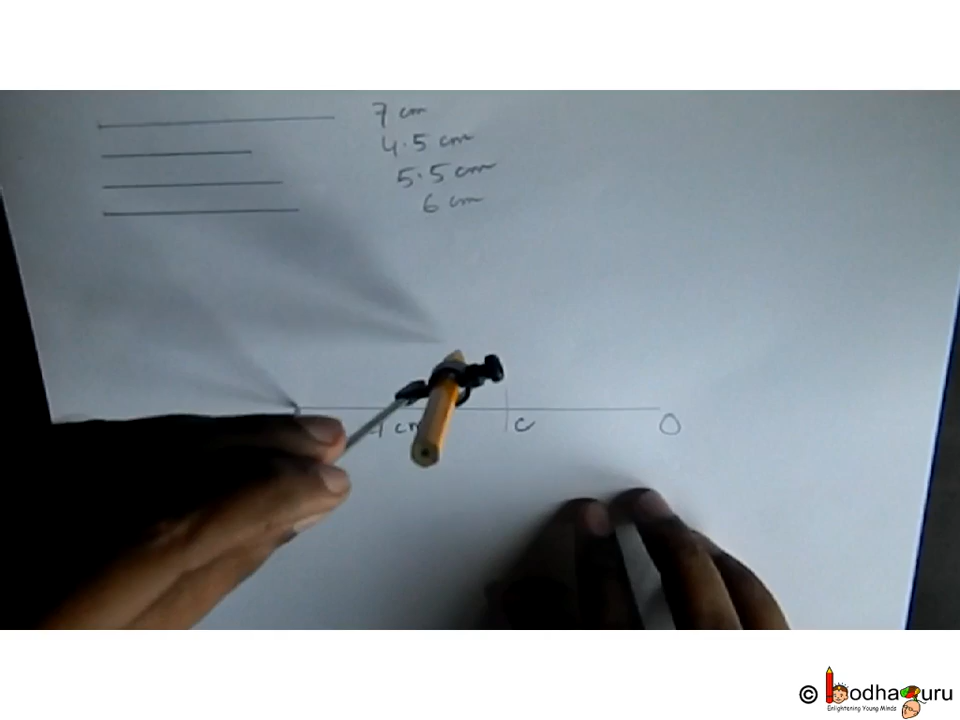 7 cm
4.5 cm
5.5 cm
6 cm
C
O
© bodhaguru
Enlightening Young Minds